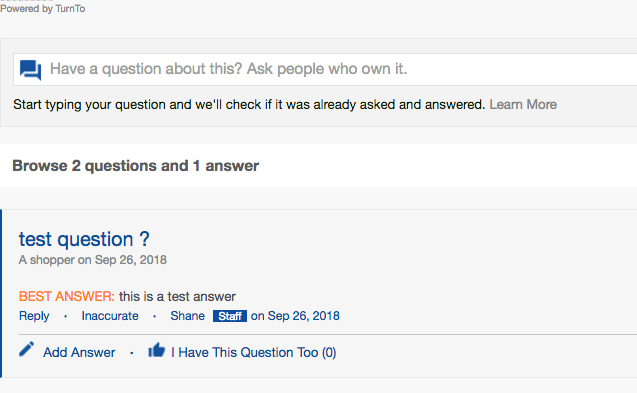 Powered by TurnTo
Have a question about this? Ask people who own it.
Start typing your question and we'll check if it was already asked and answered. Learn More
Browse 2 questions and 1 answer
test question ?
A shopper on Sep 26, 2018
BEST ANSWER: this is a test answer
Reply · Inaccurate · Shane Staff on Sep 26, 2018
Add Answer · I Have This Question Too (0)